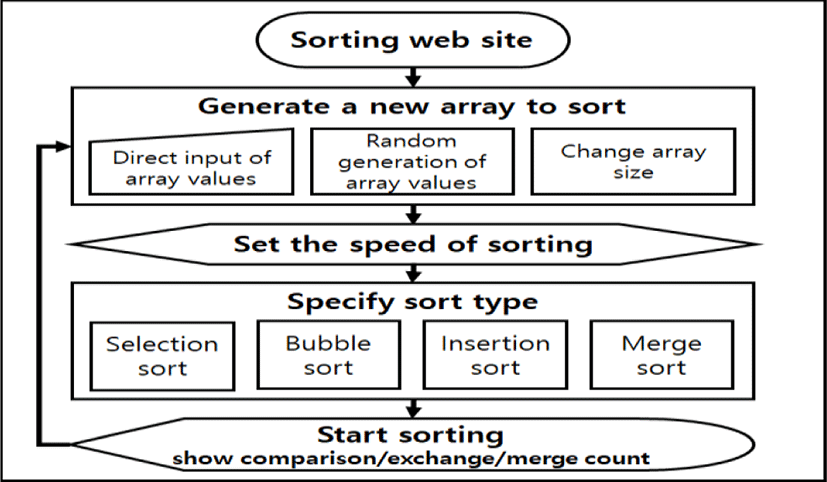 Sorting web site
Generate a new array to sort
Direct input of
array values
Random
generation of
array values
Change array
size
Set the speed of sorting
Specify sort type
Selection
sort
Bubble
sort
Insertion
sort
Merge
sort
Start sorting
show comparison/exchange/merge count